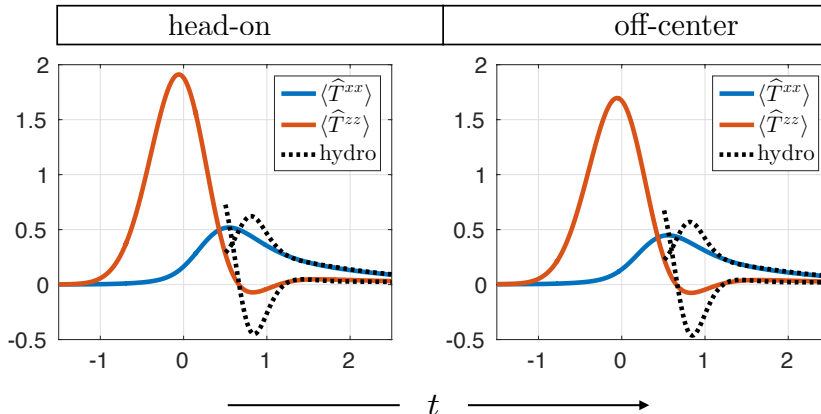 head-on off-center
2 2
⟨T̂^{xx}⟩ ⟨T̂^{xx}⟩
⟨T̂^{zz}⟩ ⟨T̂^{zz}⟩
hydro hydro
1.5 1.5
1 1
0.5 0.5
0 0
-0.5 -0.5
-1 0 1 2 -1 0 1 2
t